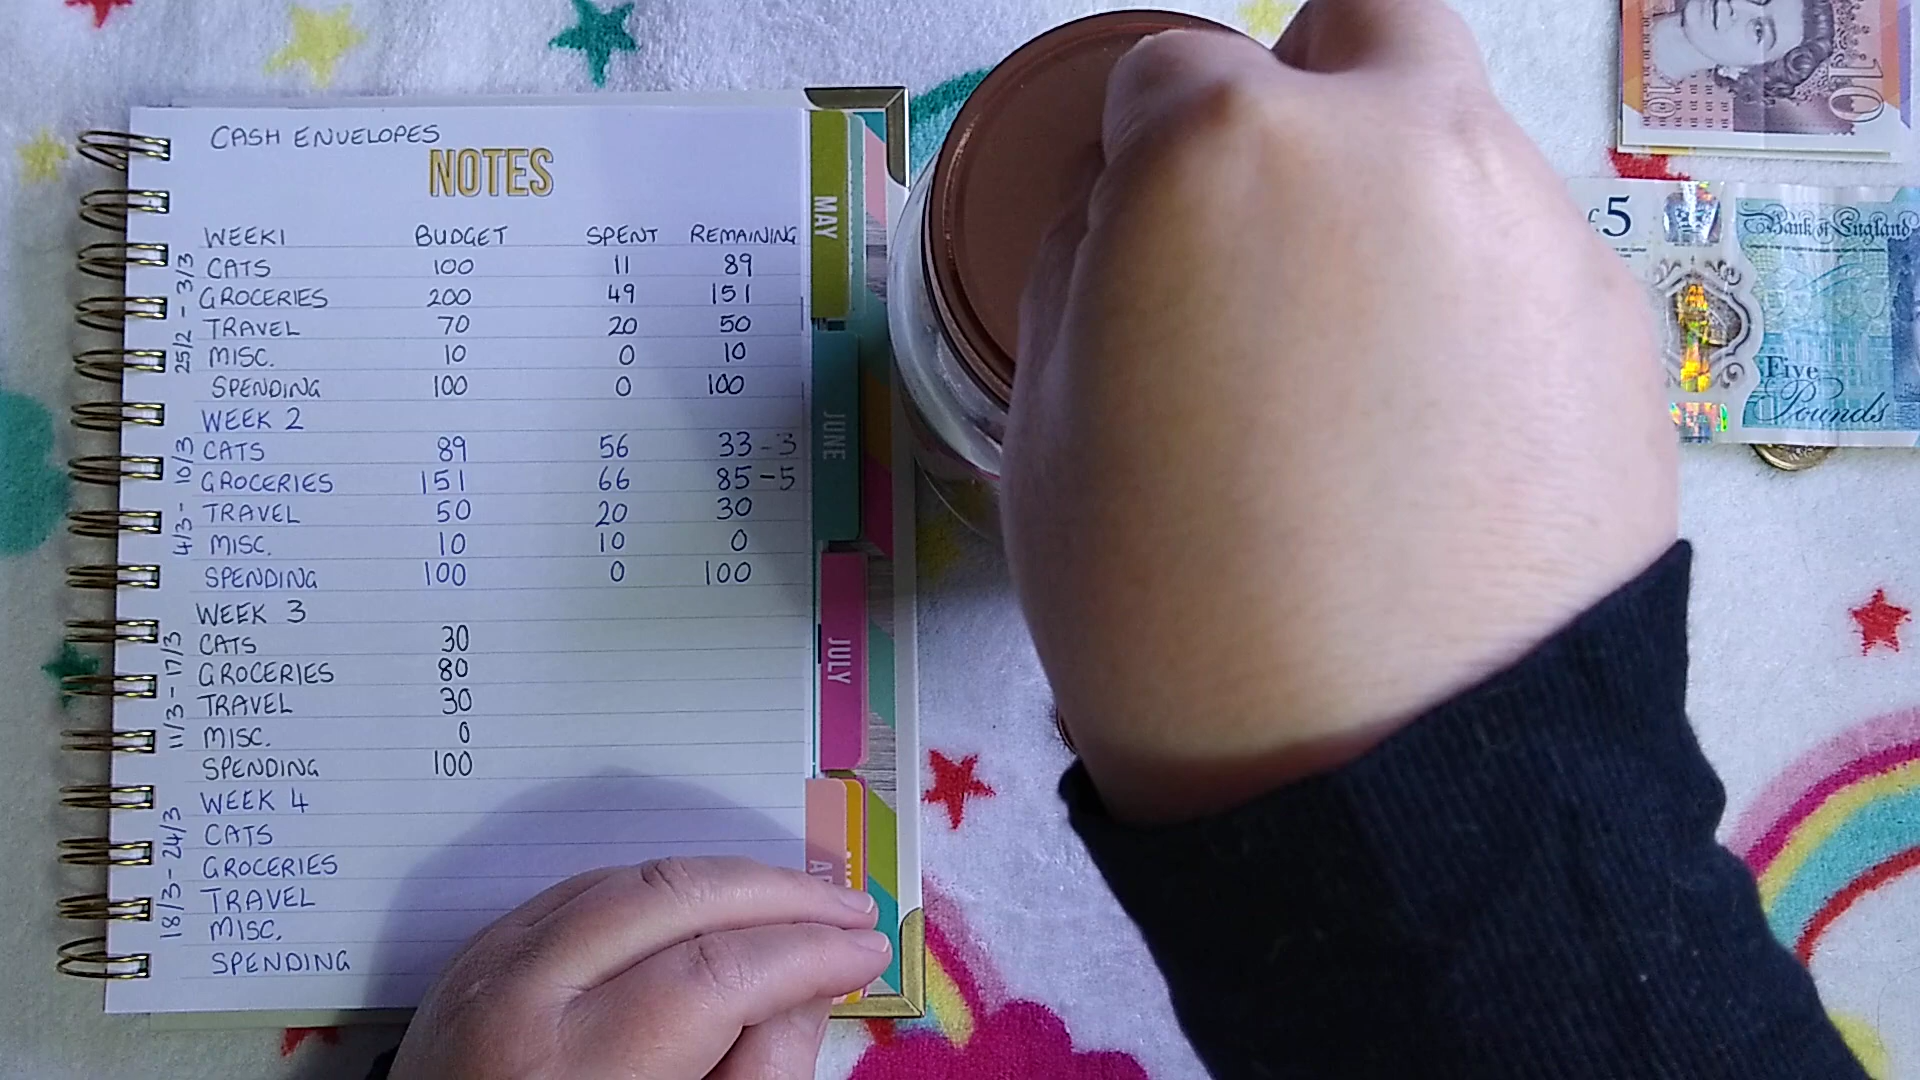 CASH ENVELOPES
NOTES
WEEK1 BUDGET SPENT REMAINING
CATS 100 11 89
GROCERIES 200 49 151
TRAVEL 70 20 50
MISC. 10 0 10
SPENDING 100 0 100
25/2 - 3/3
WEEK 2
CATS 89 56 33 - 3
GROCERIES 151 66 85 - 5
TRAVEL 50 20 30
MISC. 10 10 0
SPENDING 100 0 100
4/3 - 10/3
WEEK 3
CATS 30
GROCERIES 80
TRAVEL 30
MISC. 0
SPENDING 100
11/3 - 17/3
WEEK 4
CATS
GROCERIES
TRAVEL
MISC.
SPENDING
18/3 - 24/3
MAY
JUNE
JULY
10
10
£5
Bank of England
Five
Pounds